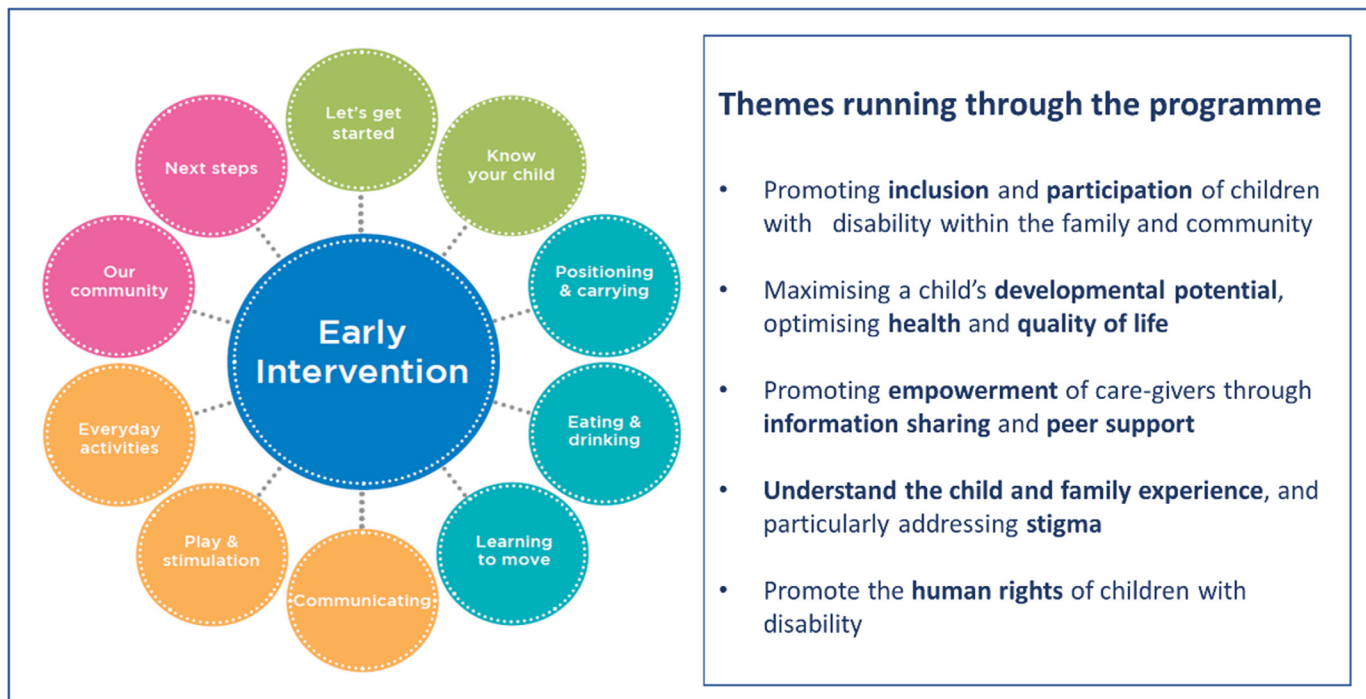 Let's get
started
Know
your child
Positioning
& carrying
Eating &
drinking
Learning
to move
Communicating
Play &
stimulation
Everyday
activities
Our
community
Next steps
Early
Intervention
Themes running through the programme
• Promoting inclusion and participation of children
with disability within the family and community
• Maximising a child’s developmental potential,
optimising health and quality of life
• Promoting empowerment of care-givers through
information sharing and peer support
• Understand the child and family experience, and
particularly addressing stigma
• Promote the human rights of children with
disability